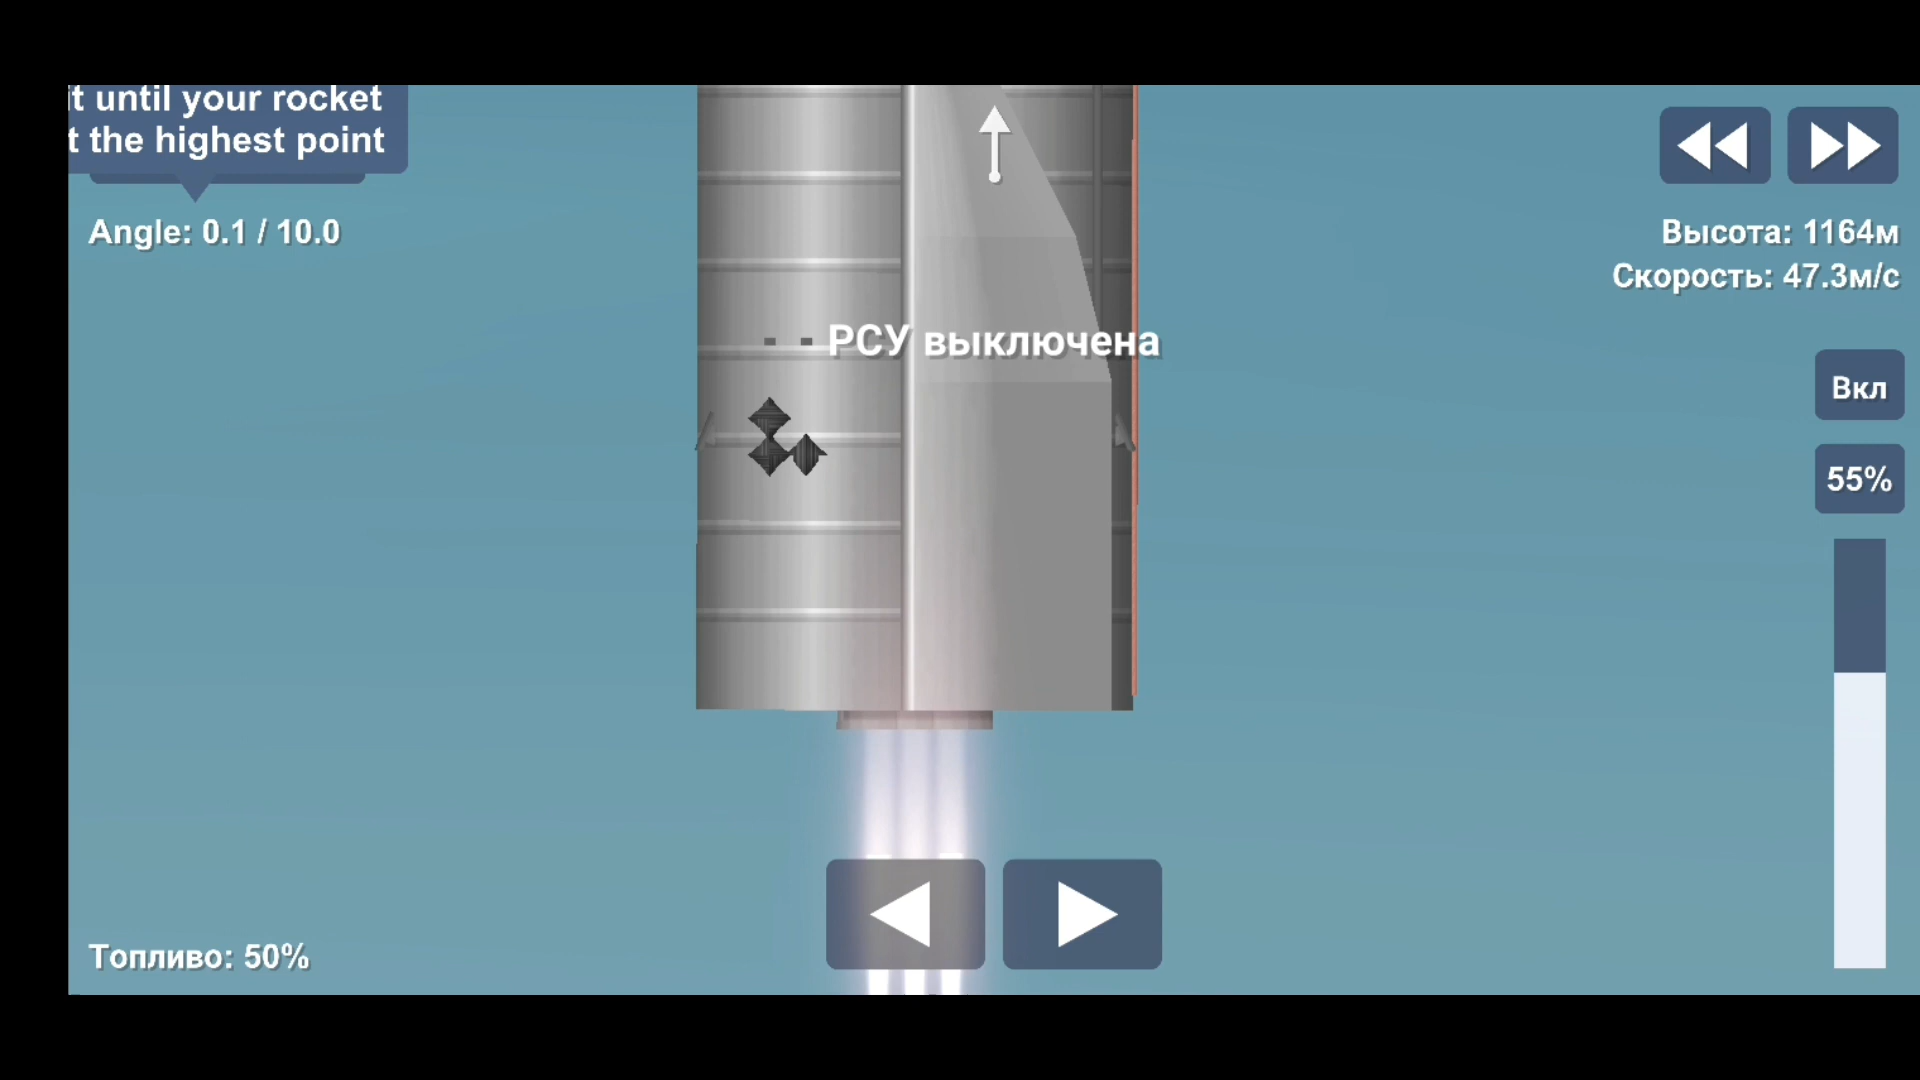 it until your rocket
t the highest point
Angle: 0.1 / 10.0
Высота: 1164м
Скорость: 47.3м/с
РСУ выключена
Вкл
55%
Топливо: 50%